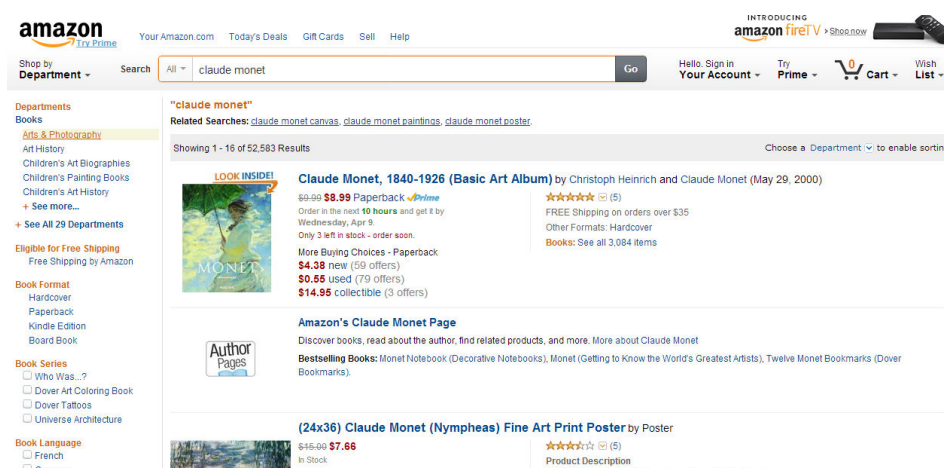 amazon
Try Prime
Your Amazon.com Today's Deals Gift Cards Sell Help
INTRODUCING
amazon fireTV > Shop now
Shop by
Department
Search All claude monet Go
Hello. Sign in
Your Account
Try
Prime
0
Cart
Wish
List
Departments
Books
Arts & Photography
Art History
Children's Art Biographies
Children's Painting Books
Children's Art History
+ See more...
+ See All 29 Departments
Eligible for Free Shipping
Free Shipping by Amazon
Book Format
Hardcover
Paperback
Kindle Edition
Board Book
Book Series
Who Was...?
Dover Art Coloring Book
Dover Tattoos
Universe Architecture
Book Language
French
"claude monet"
Related Searches: claude monet canvas, claude monet paintings, claude monet poster.
Showing 1 - 16 of 52,583 Results
Choose a Department to enable sortin
LOOK INSIDE!
MONET
Claude Monet, 1840-1926 (Basic Art Album) by Christoph Heinrich and Claude Monet (May 29, 2000)
$9.99 $8.99 Paperback Prime
Order in the next 10 hours and get it by
Wednesday, Apr 9.
Only 3 left in stock - order soon.
More Buying Choices - Paperback
$4.38 new (59 offers)
$0.55 used (79 offers)
$14.95 collectible (3 offers)
(5)
FREE Shipping on orders over $35
Other Formats: Hardcover
Books: See all 3,084 items
Author
Pages
Amazon's Claude Monet Page
Discover books, read about the author, find related products, and more. More about Claude Monet
Bestselling Books: Monet Notebook (Decorative Notebooks), Monet (Getting to Know the World's Greatest Artists), Twelve Monet Bookmarks (Dover
Bookmarks).
(24x36) Claude Monet (Nympheas) Fine Art Print Poster by Poster
$15.00 $7.66
In Stock
(5)
Product Description